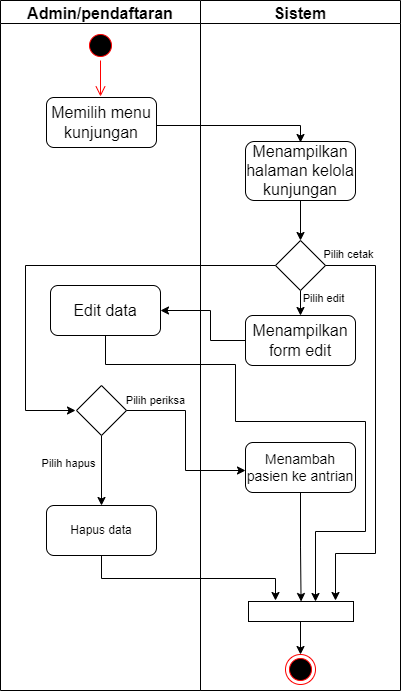 Admin/pendaftaran
Sistem
Memilih menu
kunjungan
Menampilkan
halaman kelola
kunjungan
Pilih cetak
Pilih edit
Edit data
Menampilkan
form edit
Pilih periksa
Pilih hapus
Menambah
pasien ke antrian
Hapus data